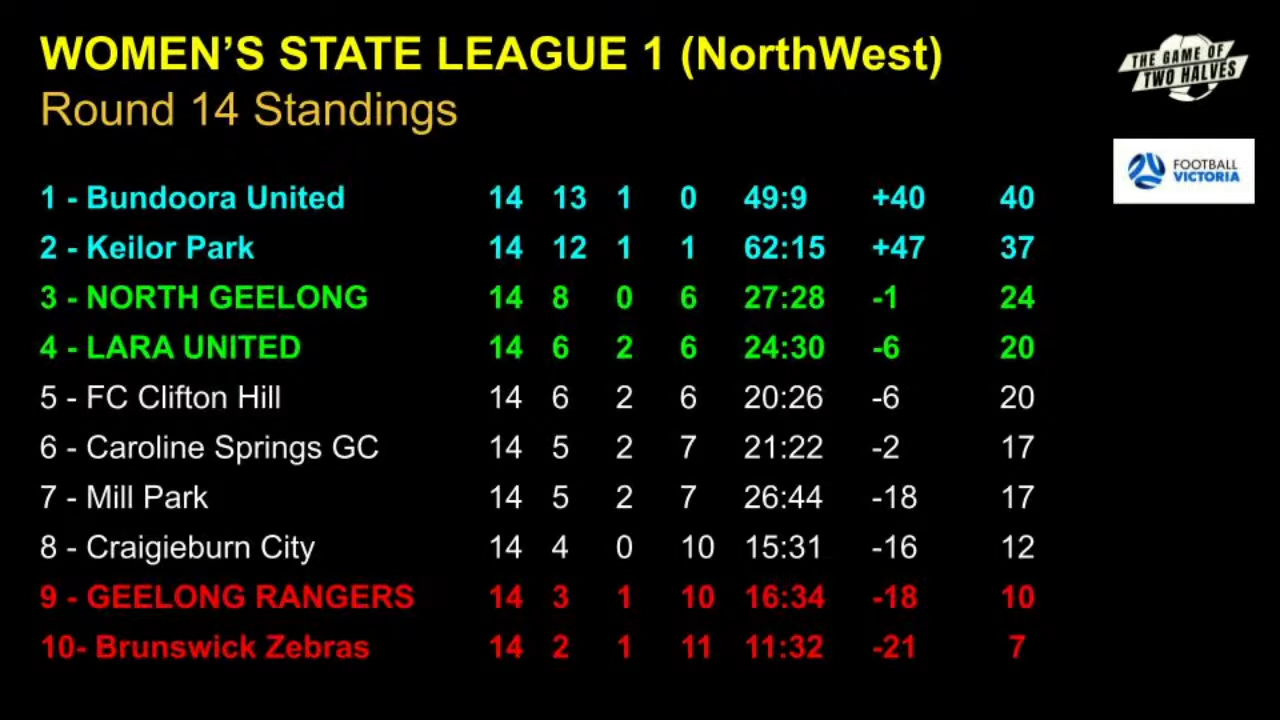 WOMEN'S STATE LEAGUE 1 (NorthWest)
Round 14 Standings
THE GAME OF
TWO HALVES
FOOTBALL
VICTORIA
1 - Bundoora United 14 13 1 0 49:9 +40 40
2 - Keilor Park 14 12 1 1 62:15 +47 37
3 - NORTH GEELONG 14 8 0 6 27:28 -1 24
4 - LARA UNITED 14 6 2 6 24:30 -6 20
5 - FC Clifton Hill 14 6 2 6 20:26 -6 20
6 - Caroline Springs GC 14 5 2 7 21:22 -2 17
7 - Mill Park 14 5 2 7 26:44 -18 17
8 - Craigieburn City 14 4 0 10 15:31 -16 12
9 - GEELONG RANGERS 14 3 1 10 16:34 -18 10
10- Brunswick Zebras 14 2 1 11 11:32 -21 7